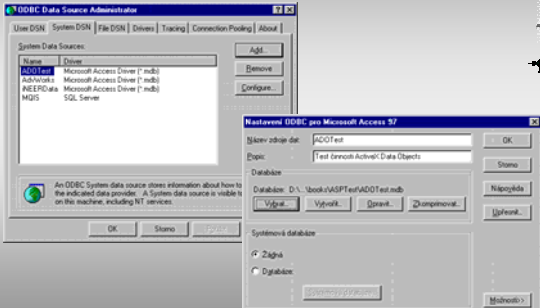 ODBC Data Source Administrator
User DSN System DSN File DSN Drivers Tracing Connection Pooling About
System Data Sources:
Name Driver
ADOTest Microsoft Access Driver (*.mdb)
AdvWorks Microsoft Access Driver (*.mdb)
iNEERData Microsoft Access Driver (*.mdb)
MQIS SQL Server
Add...
Remove
Configure...
An ODBC System data source stores information about how to
the indicated data provider. A System data source is visible to
on this machine, including NT services.
OK Storno
Nastavení ODBC pro Microsoft Access 97
Název zdroje dat: ADOTest
Popis: Test činnosti ActiveX Data Objects
Databáze
Databáze: D:\...\books\ASPTest\ADOTest.mdb
Vybrat... Vytvořit... Opravit... Zkomprimovat...
Systémová databáze
Žádná
Databáze:
OK
Storno
Nápověda
Upřesnit...
Možnosti>>